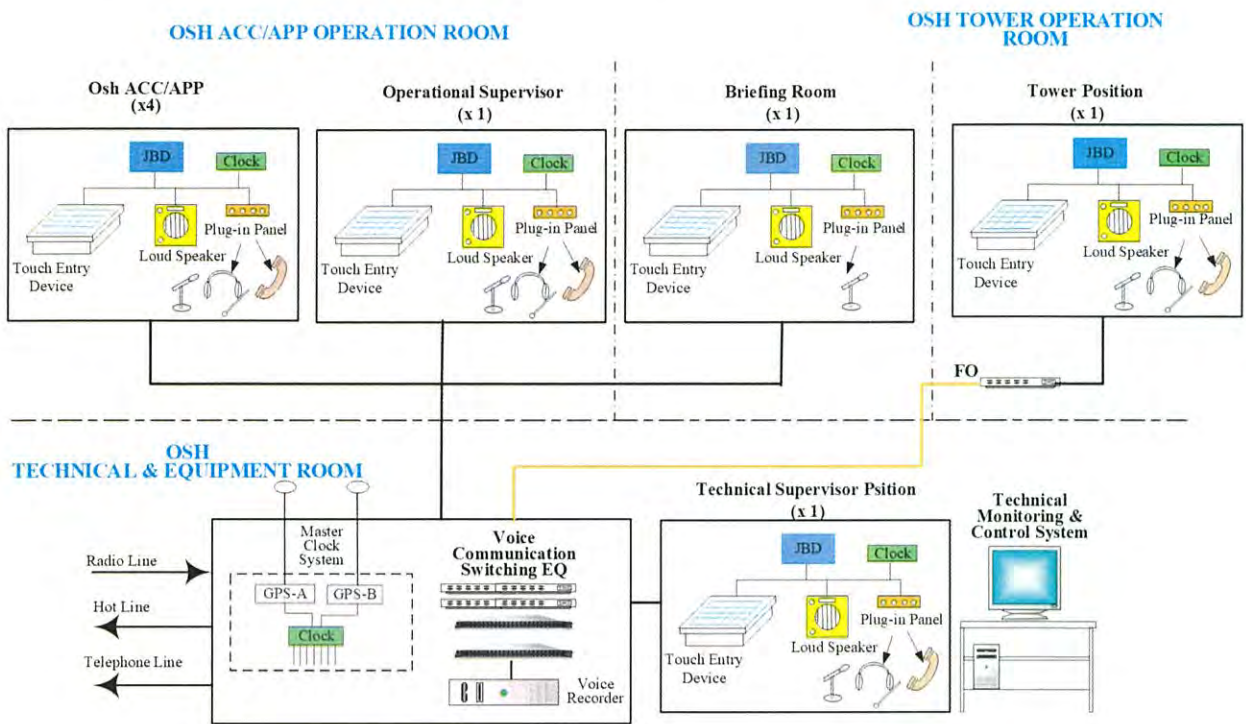 OSH ACC/APP OPERATION ROOM
OSH TOWER OPERATION
ROOM
Osh ACC/APP
(x4)
JBD
Clock
Touch Entry
Device
Loud Speaker
Plug-in Panel
Operational Supervisor
(x 1)
JBD
Clock
Touch Entry
Device
Loud Speaker
Plug-in Panel
Briefing Room
(x 1)
JBD
Clock
Touch Entry
Device
Loud Speaker
Plug-in Panel
Tower Position
(x 1)
JBD
Clock
Touch Entry
Device
Loud Speaker
Plug-in Panel
FO
OSH
TECHNICAL & EQUIPMENT ROOM
Radio Line
Hot Line
Telephone Line
Master
Clock
System
GPS-A
GPS-B
Clock
Voice
Communication
Switching EQ
Voice
Recorder
Technical Supervisor Psition
(x 1)
JBD
Clock
Touch Entry
Device
Loud Speaker
Plug-in Panel
Technical
Monitoring &
Control System